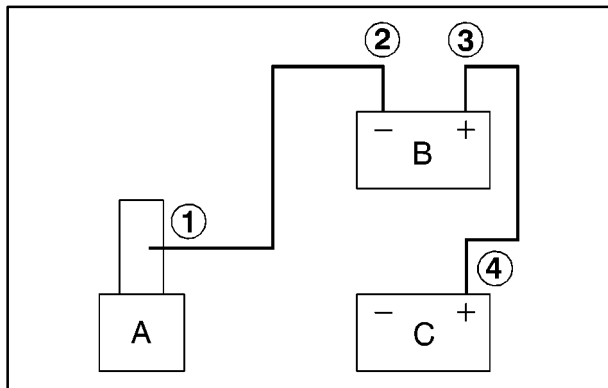 ② ③
− +
B
①
④
A
− +
C